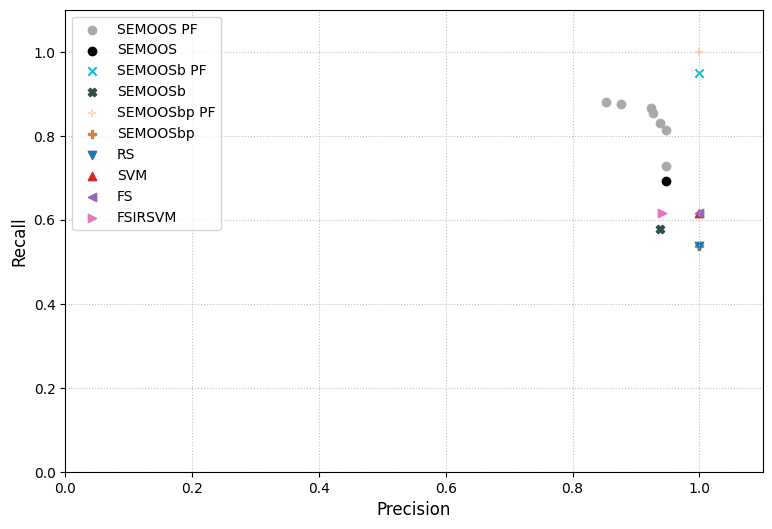 SEMOOS PF
SEMOOS
SEMOOSb PF
SEMOOSb
SEMOOSbp PF
SEMOOSbp
RS
SVM
FS
FSIRSVM
1.0
0.8
0.6
0.4
0.2
0.0
Recall
0.0 0.2 0.4 0.6 0.8 1.0
Precision